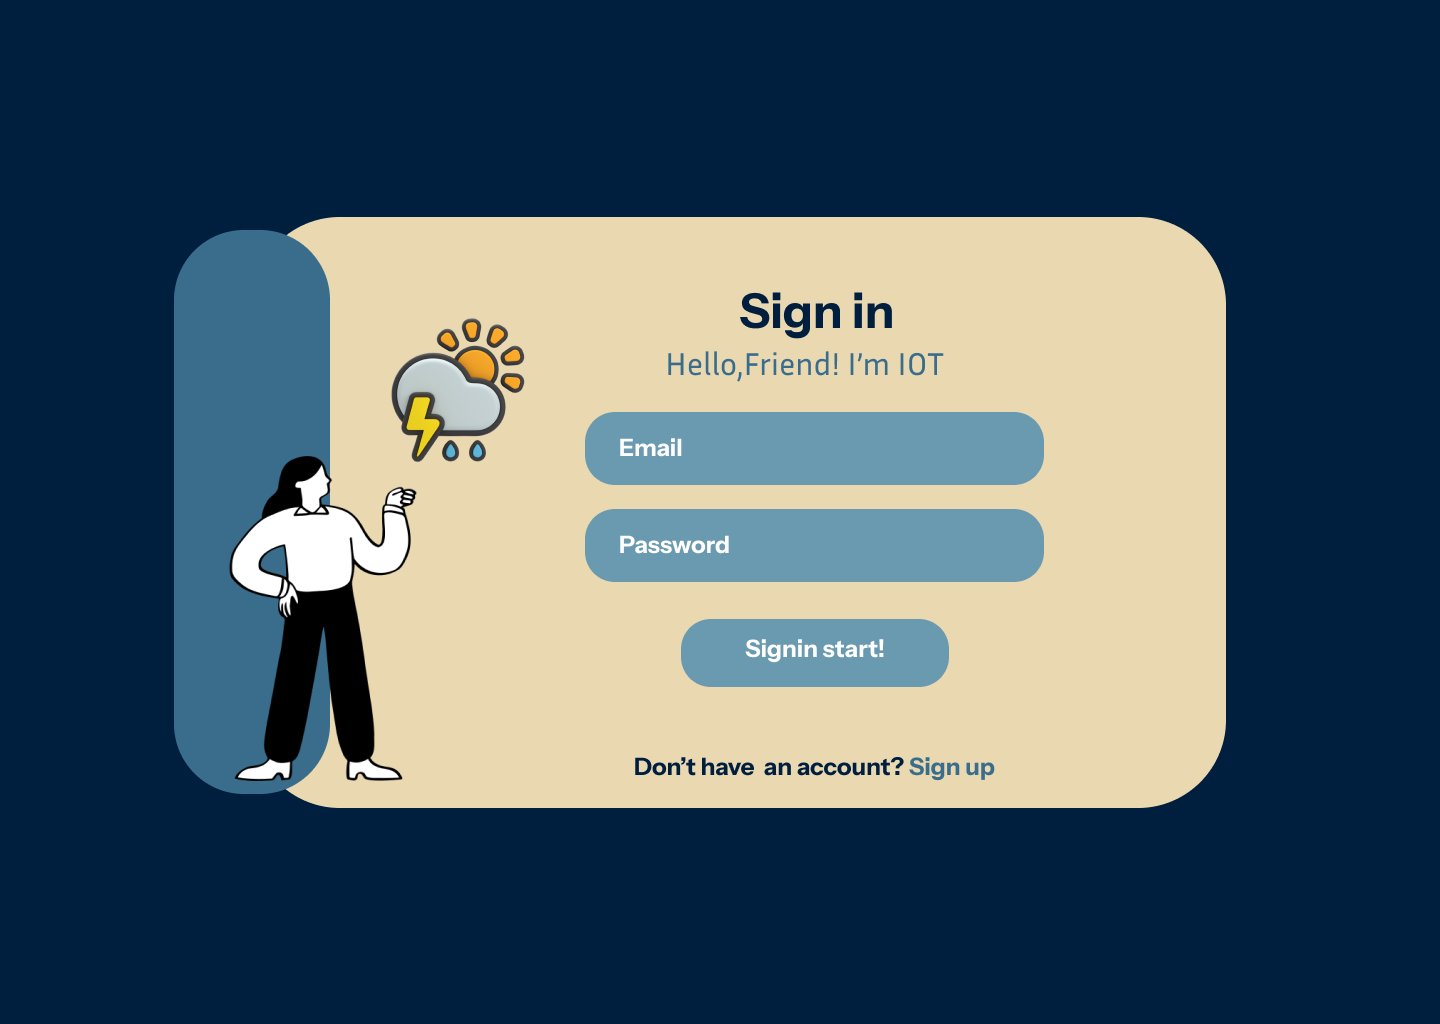 Sign in
Hello,Friend! I’m IOT
Email
Password
Signin start!
Don’t have  an account? Sign up